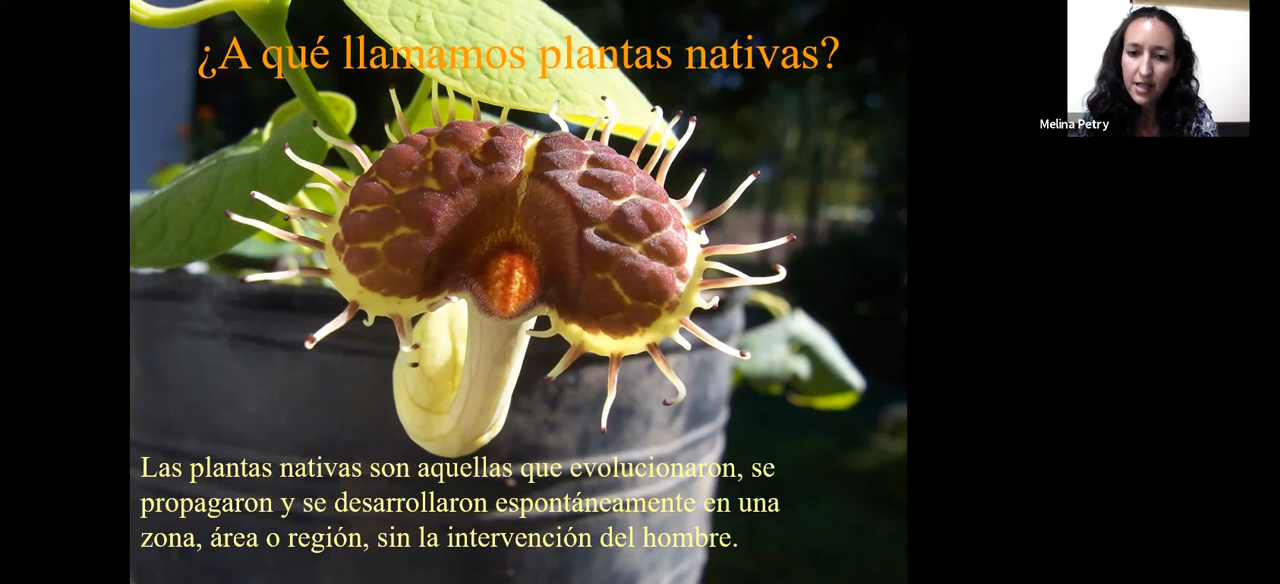 ¿A qué llamamos plantas nativas?
Melina Petry
Las plantas nativas son aquellas que evolucionaron, se
propagaron y se desarrollaron espontáneamente en una
zona, área o región, sin la intervención del hombre.